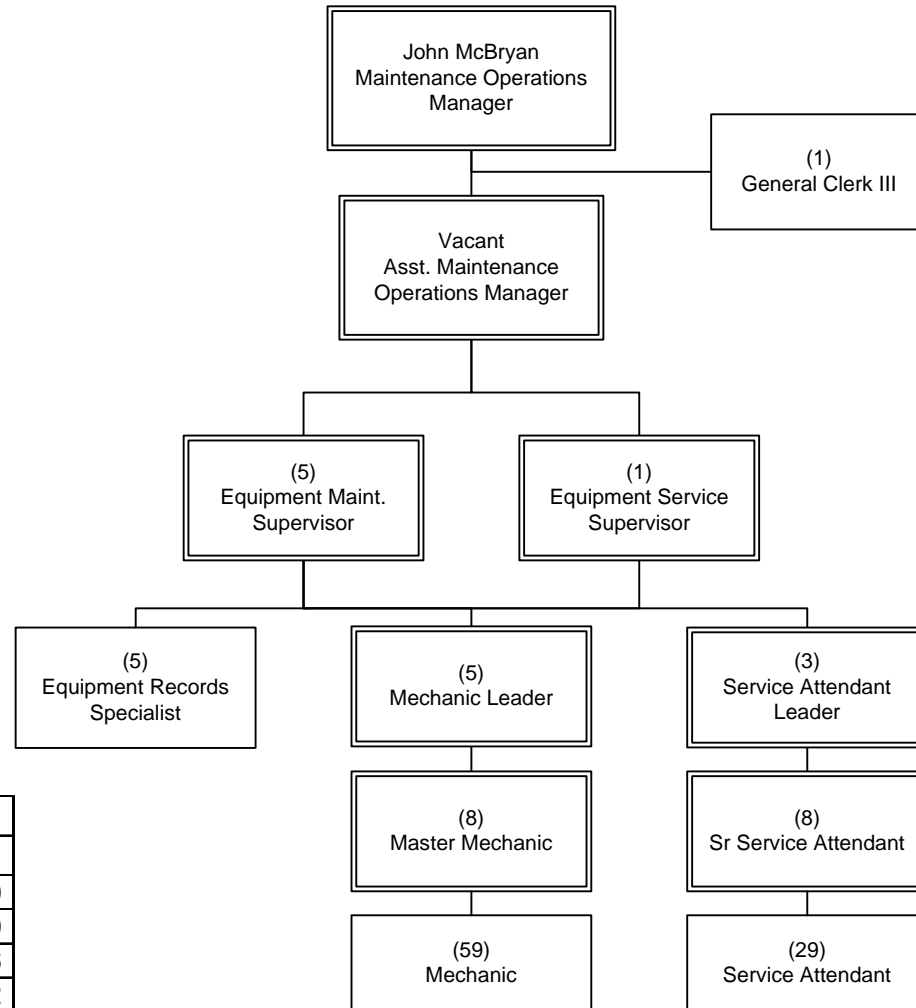 John McBryan
Maintenance Operations
Manager
(1)
General Clerk III
Vacant
Asst. Maintenance
Operations Manager
(5)
Equipment Maint.
Supervisor
(1)
Equipment Service
Supervisor
(5)
Equipment Records
Specialist
(5)
Mechanic Leader
(3)
Service Attendant
Leader
(8)
Master Mechanic
(8)
Sr Service Attendant
(59)
Mechanic
(29)
Service Attendant